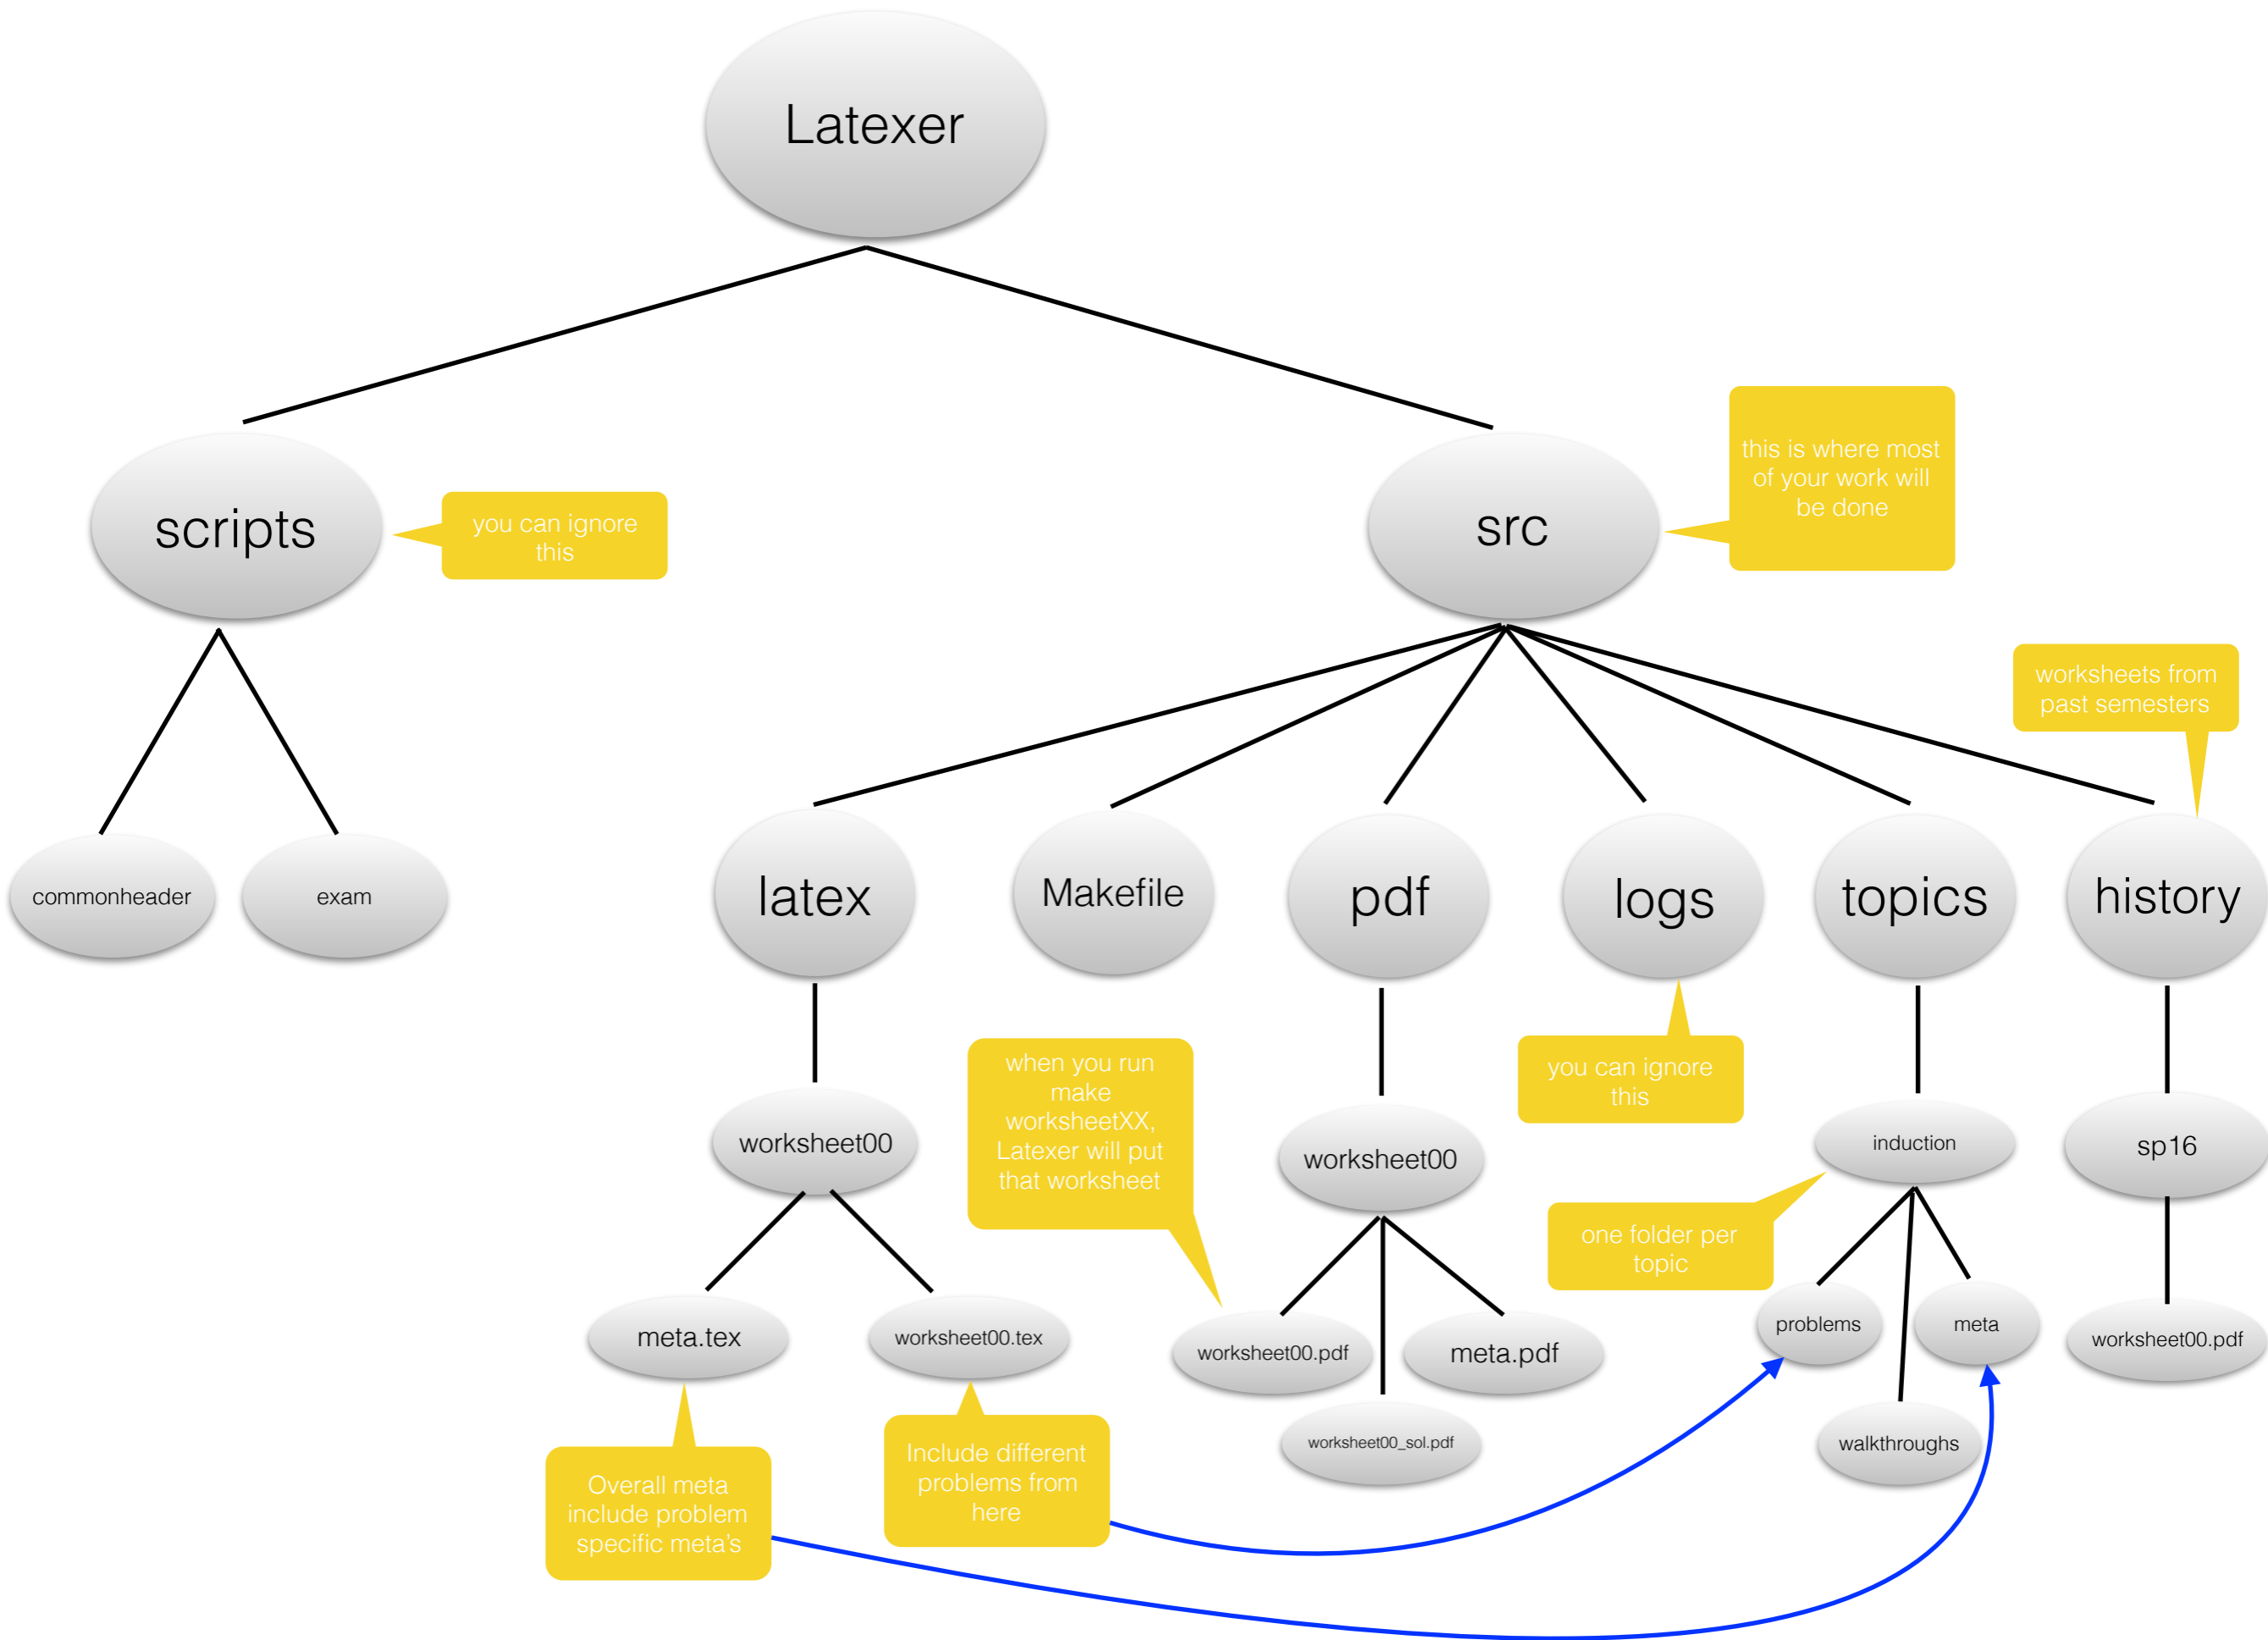 Latexer
scripts
you can ignore
this
src
this is where most
of your work will
be done
worksheets from
past semesters
commonheader
exam
latex
Makefile
pdf
logs
topics
history
when you run
make
worksheetXX,
Latexer will put
that worksheet
you can ignore
this
worksheet00
worksheet00
induction
sp16
one folder per
topic
meta.tex
worksheet00.tex
worksheet00.pdf
meta.pdf
problems
meta
worksheet00.pdf
worksheet00_sol.pdf
walkthroughs
Overall meta
include problem
specific meta's
Include different
problems from
here